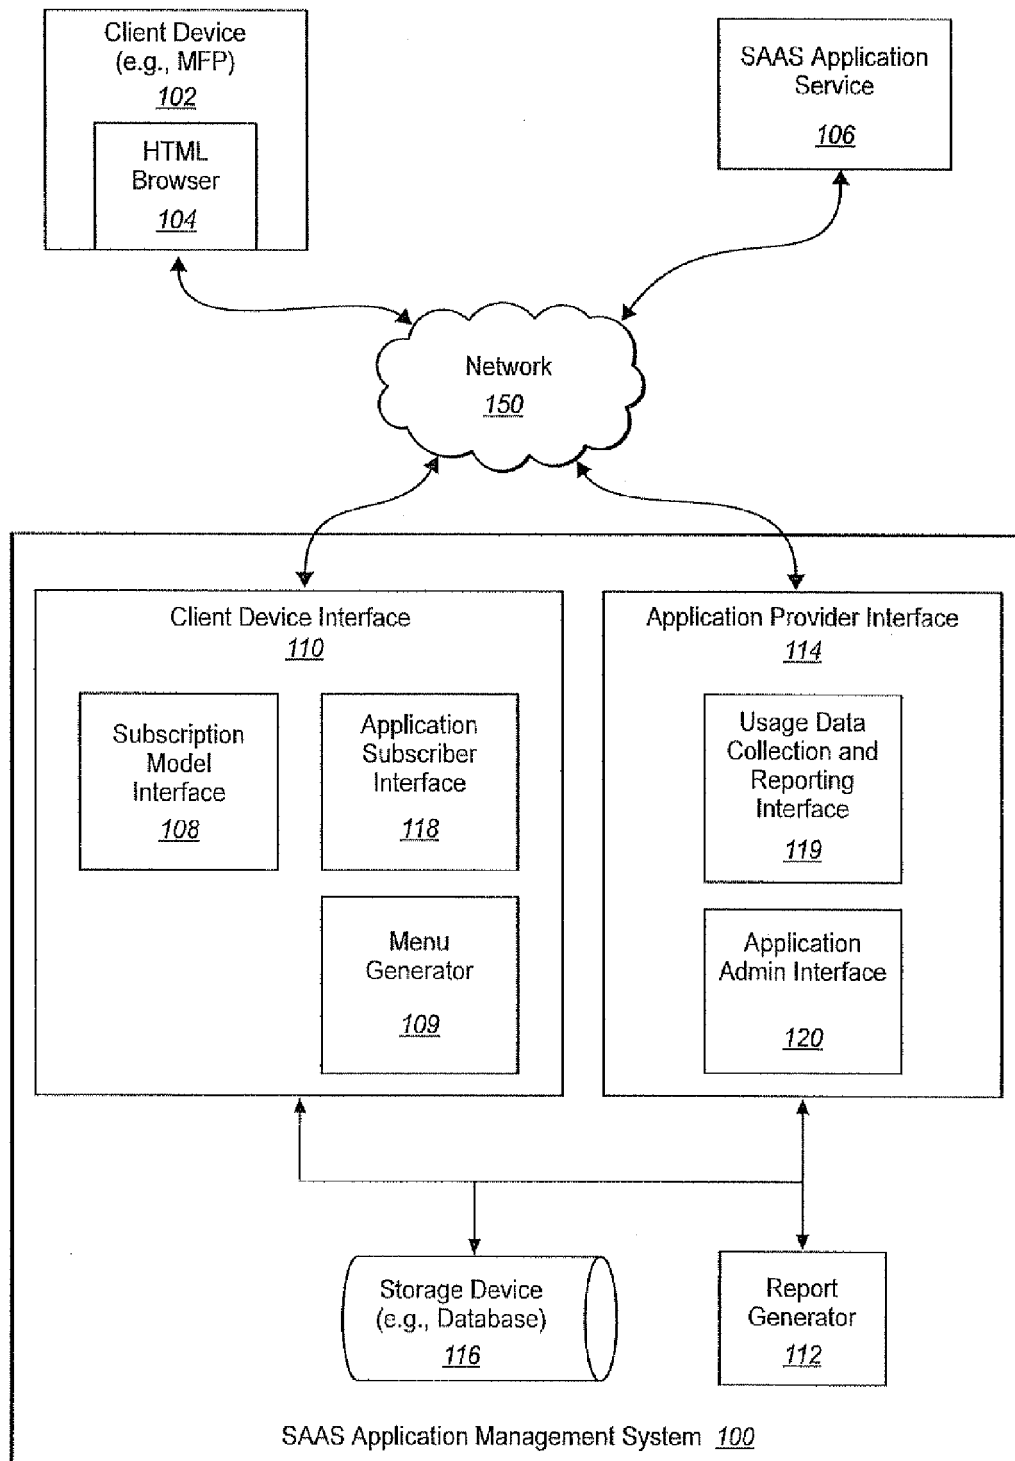 Client Device
(e.g., MFP)
102
HTML
Browser
104
SAAS Application
Service
106
Network
150
Client Device Interface
110
Subscription
Model
Interface
108
Application
Subscriber
Interface
118
Menu
Generator
109
Application Provider Interface
114
Usage Data
Collection and
Reporting
Interface
119
Application
Admin Interface
120
Storage Device
(e.g., Database)
116
Report
Generator
112
SAAS Application Management System 100